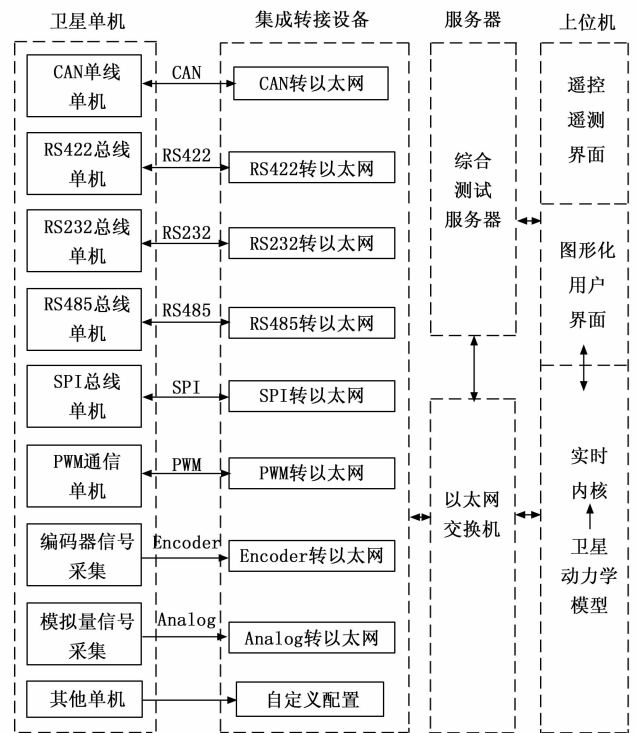 卫星单机
集成转接设备
服务器
上位机
CAN单线
单机
CAN
CAN转以太网
RS422总线
单机
RS422
RS422转以太网
RS232总线
单机
RS232
RS232转以太网
RS485总线
单机
RS485
RS485转以太网
SPI总线
单机
SPI
SPI转以太网
PWM通信
单机
PWM
PWM转以太网
编码器信号
采集
Encoder
Encoder转以太网
模拟量信号
采集
Analog
Analog转以太网
其他单机
自定义配置
综合
测试
服务器
以太网
交换机
遥控
遥测
界面
图形化
用户
界面
实时
内核
卫星
动力学
模型